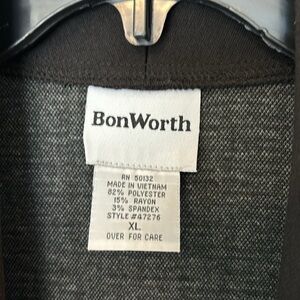 BonWorth
RN 50132
MADE IN VIETNAM
82% POLYESTER
15% RAYON
3% SPANDEX
STYLE #47276
XL
OVER FOR CARE